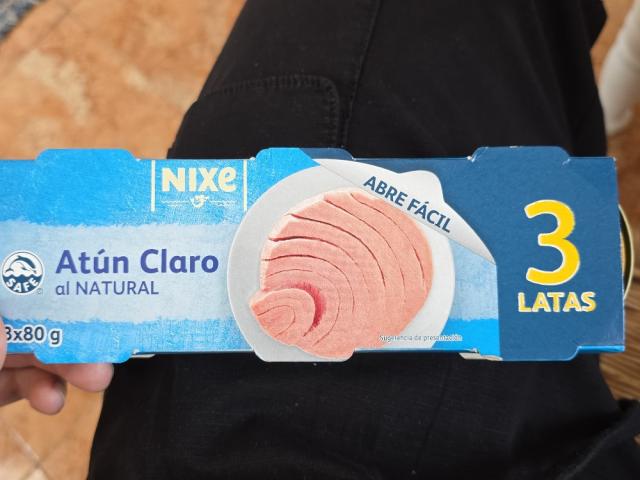 NIXe
ABRE FÁCIL
3
LATAS
SAFE
Atún Claro
al NATURAL
3x80 g
Sugerencia de presentación